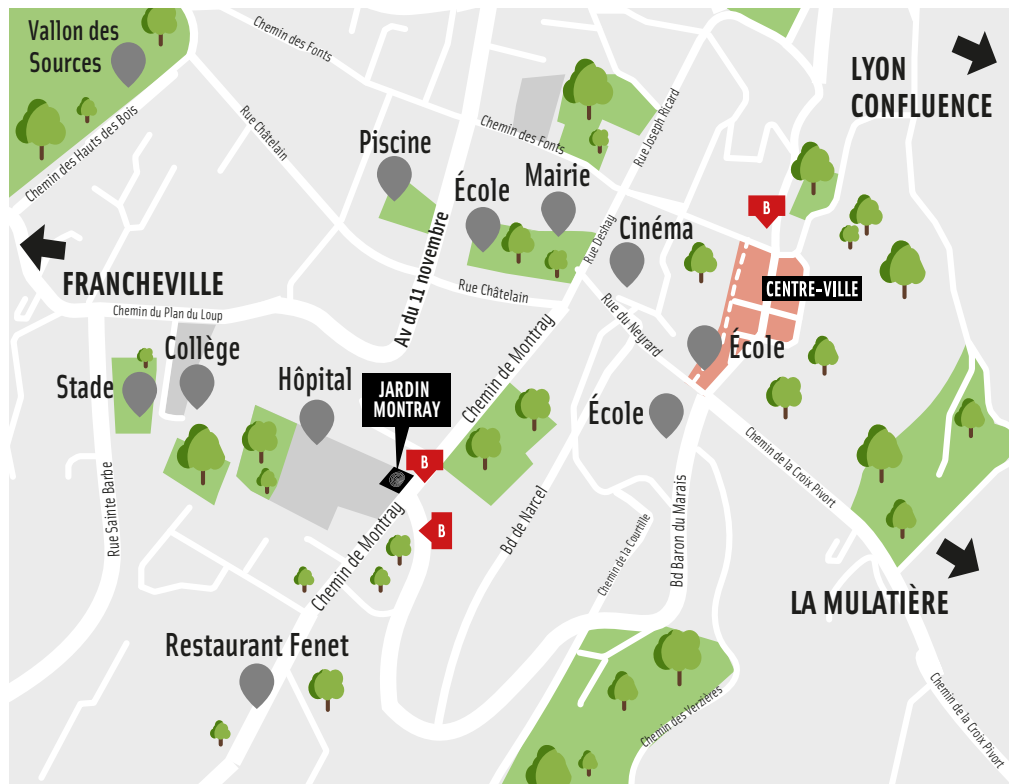 Vallon des
Sources
Chemin des Fonts
LYON
CONFLUENCE
Chemin des Hauts des Bois
Rue Châtelain
Piscine
École
Mairie
Chemin des Fonts
Rue Joseph Ricard
B
Cinéma
Rue Deshay
FRANCHEVILLE
Chemin du Plan du Loup
Av du 11 novembre
Rue Châtelain
CENTRE-VILLE
Rue du Neyrard
École
Stade
Collège
Hôpital
JARDIN
MONTRAY
Chemin de Montray
École
B
B
Chemin de la Croix Pivort
Rue Sainte Barbe
Chemin de Montray
Bd de Narcel
Chemin de la Courtille
Bd Baron du Marais
LA MULATIÈRE
Restaurant Fenet
Chemin des Verzières
Chemin de la Croix Pivort